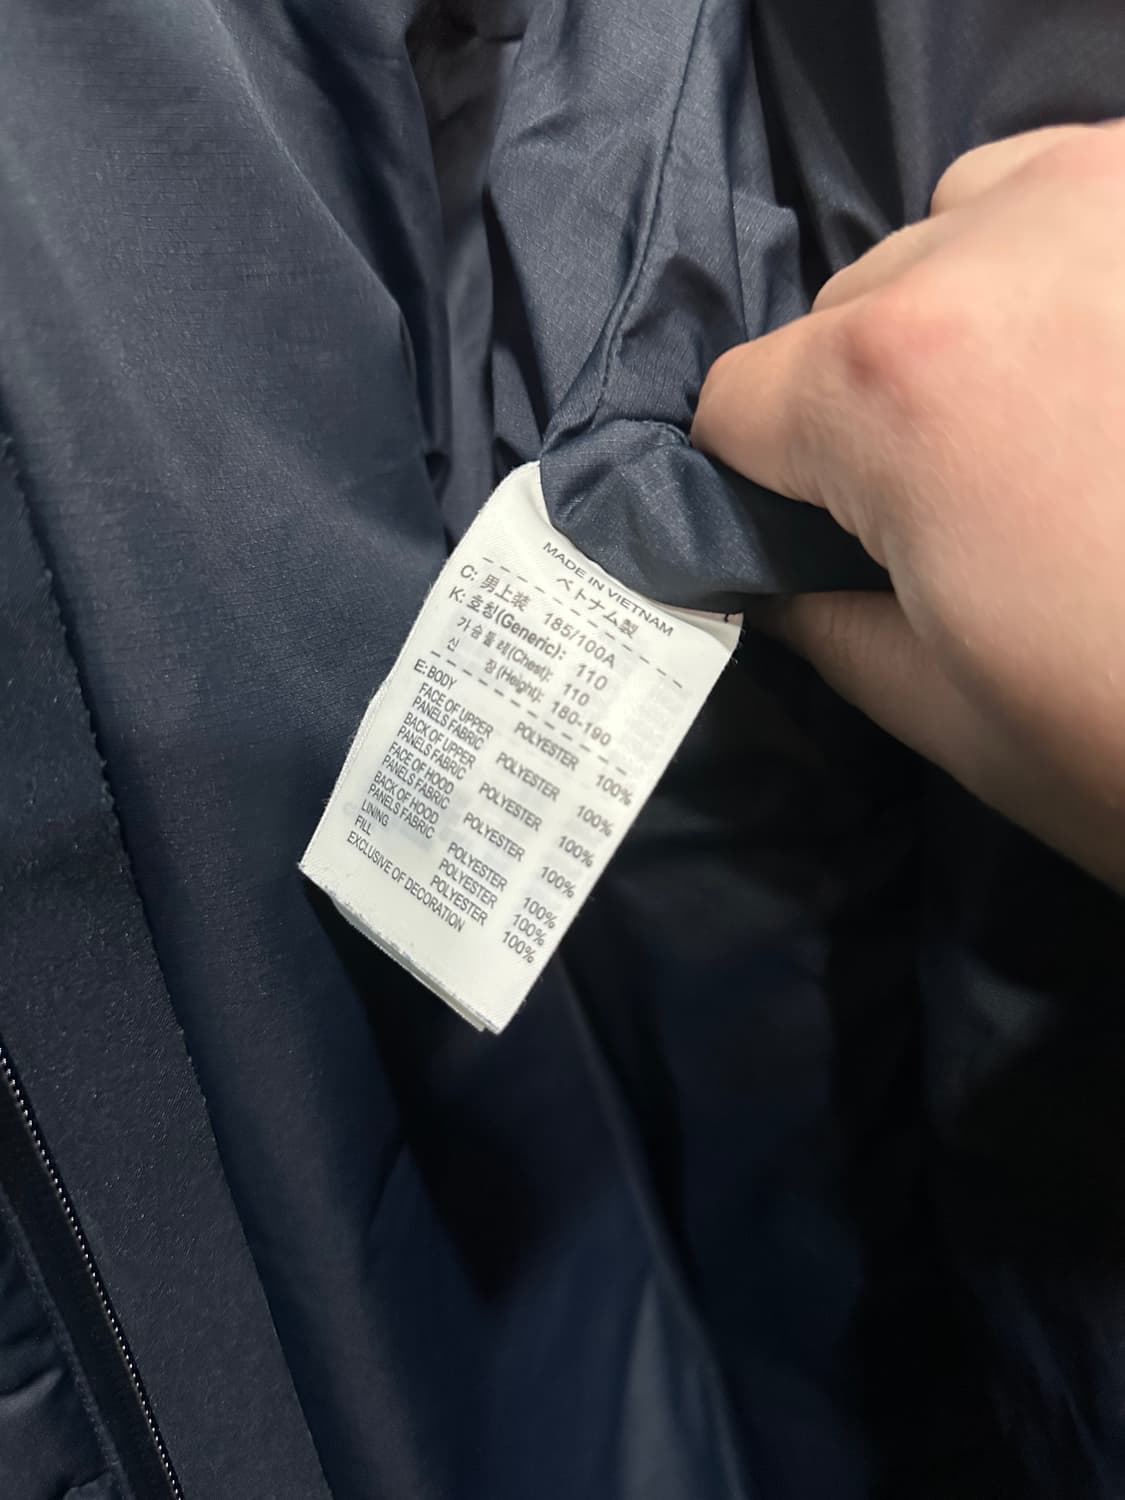 MADE IN VIETNAM
ベトナム製
C: 男上装 185/100A
K: 호칭(Generic): 110
가슴둘레(Chest): 110
신 장(Height): 180-190
E: BODY
FACE OF UPPER
PANELS FABRIC POLYESTER 100%
BACK OF UPPER
PANELS FABRIC POLYESTER 100%
FACE OF HOOD
PANELS FABRIC POLYESTER 100%
BACK OF HOOD
PANELS FABRIC POLYESTER 100%
LINING POLYESTER 100%
FILL POLYESTER 100%
POLYESTER 100%
EXCLUSIVE OF DECORATION